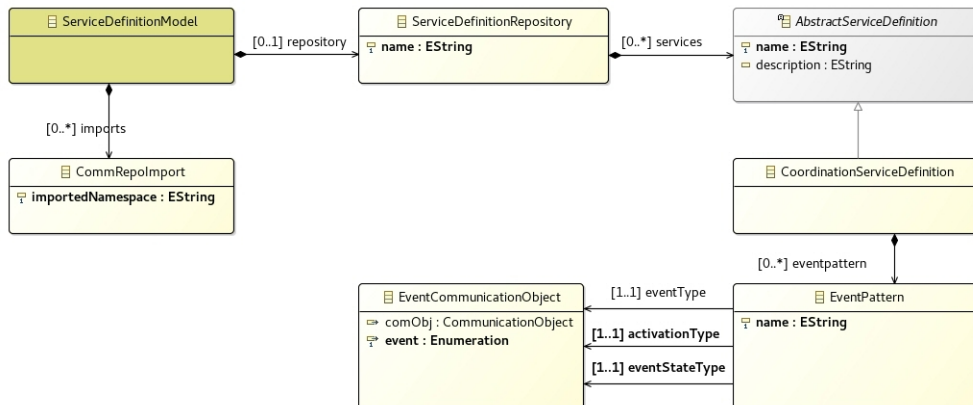 ServiceDefinitionModel
ServiceDefinitionRepository
name : EString
AbstractServiceDefinition
name : EString
description : EString
[0..1] repository
[0..*] services
[0..*] imports
CommRepoImport
importedNamespace : EString
CoordinationServiceDefinition
[0..*] eventpattern
EventCommunicationObject
comObj : CommunicationObject
event : Enumeration
[1..1] eventType
[1..1] activationType
[1..1] eventStateType
EventPattern
name : EString